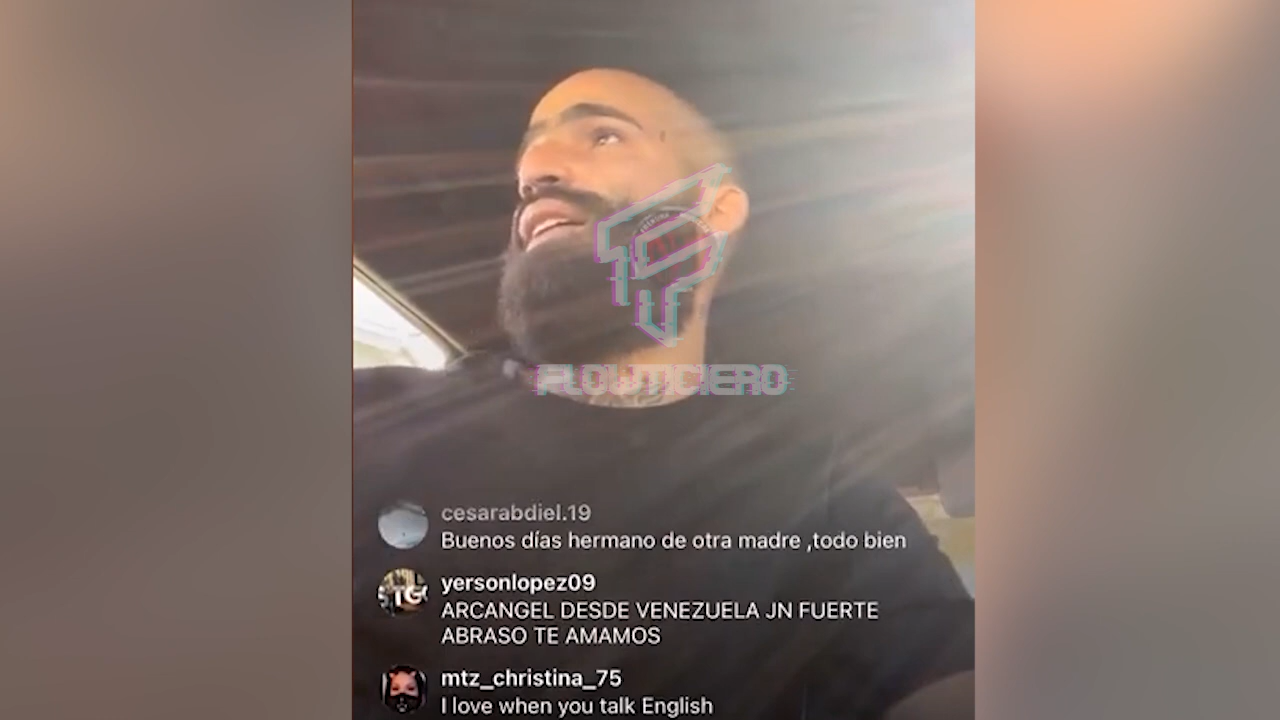 FLOWTICIERO
cesarabdiel.19
Buenos días hermano de otra madre ,todo bien
yersonlopez09
ARCANGEL DESDE VENEZUELA JN FUERTE
ABRASO TE AMAMOS
mtz_christina_75
I love when you talk English